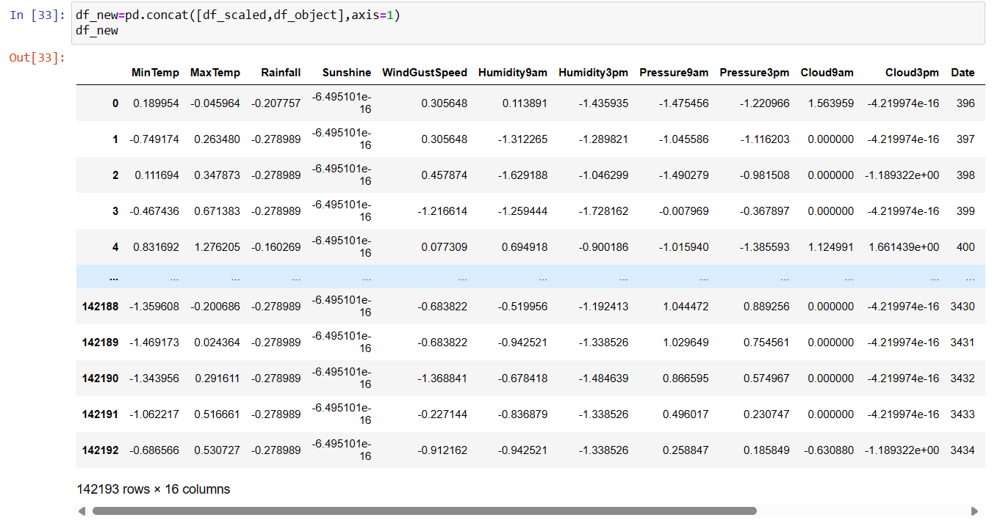 In [33]: df_new=pd.concat([df_scaled,df_object],axis=1)
df_new
Out[33]:
MinTemp MaxTemp Rainfall Sunshine WindGustSpeed Humidity9am Humidity3pm Pressure9am Pressure3pm Cloud9am Cloud3pm Date
0 0.189954 -0.045964 -0.207757 -6.495101e-16 0.305648 0.113891 -1.435935 -1.475456 -1.220966 1.563959 -4.219974e-16 396
1 -0.749174 0.263480 -0.278989 -6.495101e-16 0.305648 -1.312265 -1.289821 -1.045586 -1.116203 0.000000 -4.219974e-16 397
2 0.111694 0.347873 -0.278989 -6.495101e-16 0.457874 -1.629188 -1.046299 -1.490279 -0.981508 0.000000 -1.189322e+00 398
3 -0.467436 0.671383 -0.278989 -6.495101e-16 -1.216614 -1.259444 -1.728162 -0.007969 -0.367897 0.000000 -4.219974e-16 399
4 0.831692 1.276205 -0.160269 -6.495101e-16 0.077309 0.694918 -0.900186 -1.015940 -1.385593 1.124991 1.661439e+00 400
... ... ... ... ... ... ... ... ... ... ... ... ...
142188 -1.359608 -0.200686 -0.278989 -6.495101e-16 -0.683822 -0.519956 -1.192413 1.044472 0.889256 0.000000 -4.219974e-16 3430
142189 -1.469173 0.024364 -0.278989 -6.495101e-16 -0.683822 -0.942521 -1.338526 1.029649 0.754561 0.000000 -4.219974e-16 3431
142190 -1.343956 0.291611 -0.278989 -6.495101e-16 -1.368841 -0.678418 -1.484639 0.866595 0.574967 0.000000 -4.219974e-16 3432
142191 -1.062217 0.516661 -0.278989 -6.495101e-16 -0.227144 -0.836879 -1.338526 0.496017 0.230747 0.000000 -4.219974e-16 3433
142192 -0.686566 0.530727 -0.278989 -6.495101e-16 -0.912162 -0.942521 -1.338526 0.258847 0.185849 -0.630880 -1.189322e+00 3434
142193 rows × 16 columns